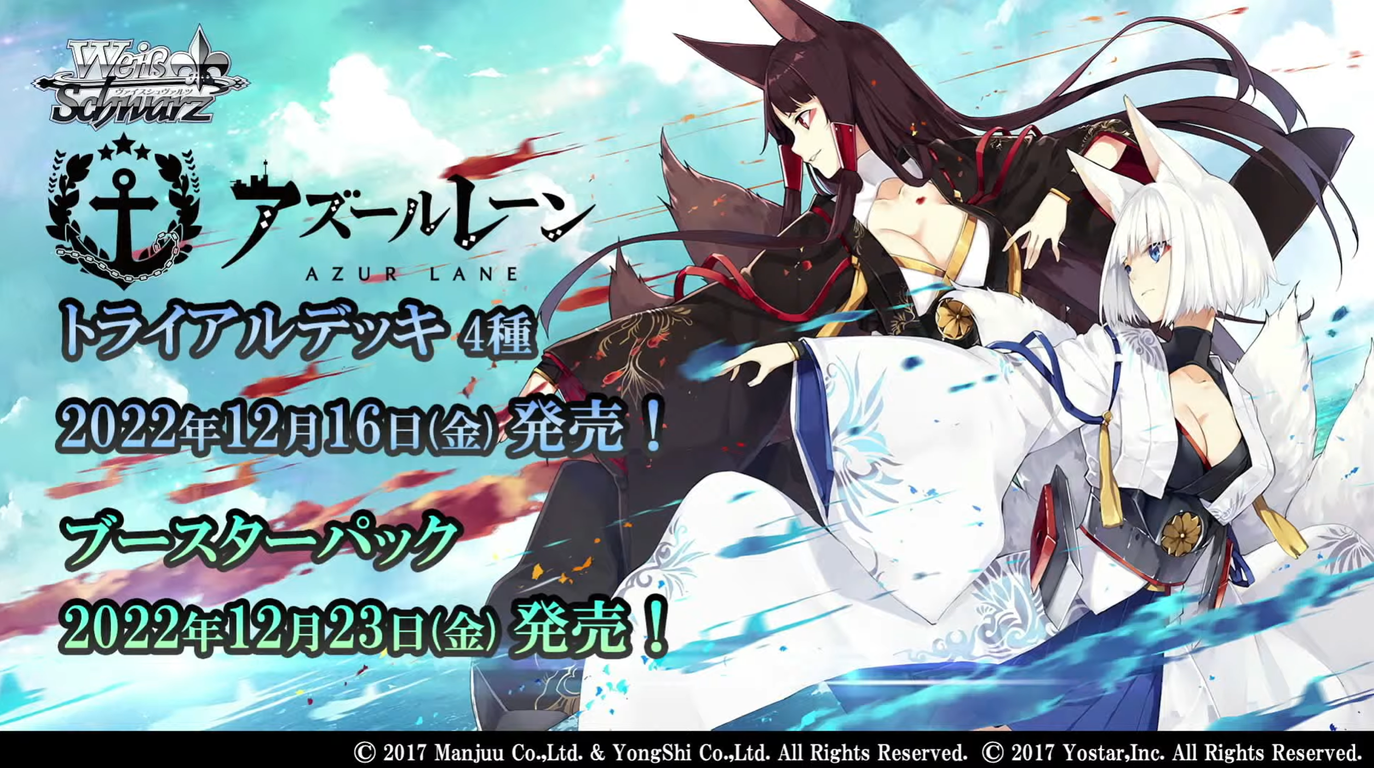 Weiß
ヴァイスシュヴァルツ
Schwarz
アズールレーン
AZUR LANE
トライアルデッキ 4種
2022年12月16日(金) 発売！
ブースターパック
2022年12月23日(金) 発売！
© 2017 Manjuu Co.,Ltd. & YongShi Co.,Ltd. All Rights Reserved. © 2017 Yostar,Inc. All Rights Reserved.